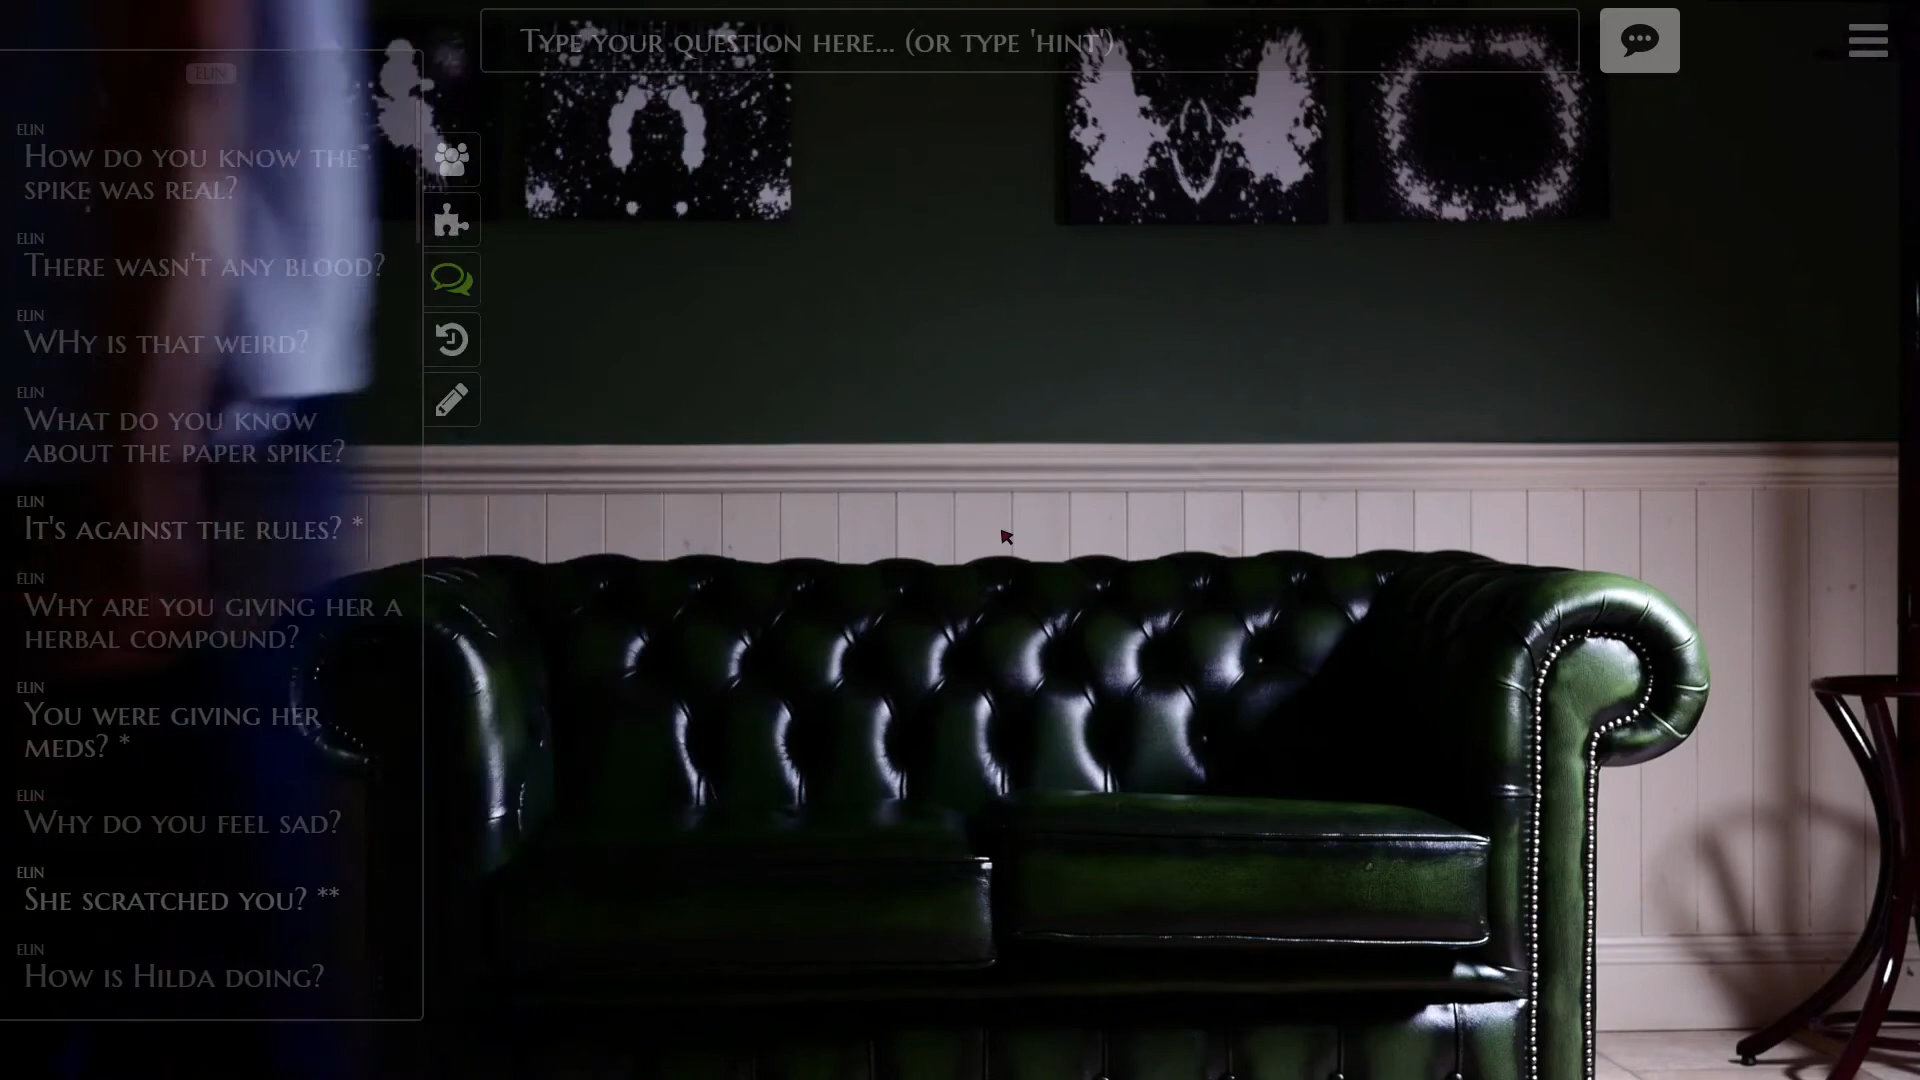 Type your question here... (or type 'hint')
ELIN
ELIN
How do you know the
spike was real?
ELIN
There wasn't any blood?
ELIN
WHy is that weird?
ELIN
What do you know
about the paper spike?
ELIN
It's against the rules? *
ELIN
Why are you giving her a
herbal compound?
ELIN
You were giving her
meds? *
ELIN
Why do you feel sad?
ELIN
She scratched you? **
ELIN
How is Hilda doing?